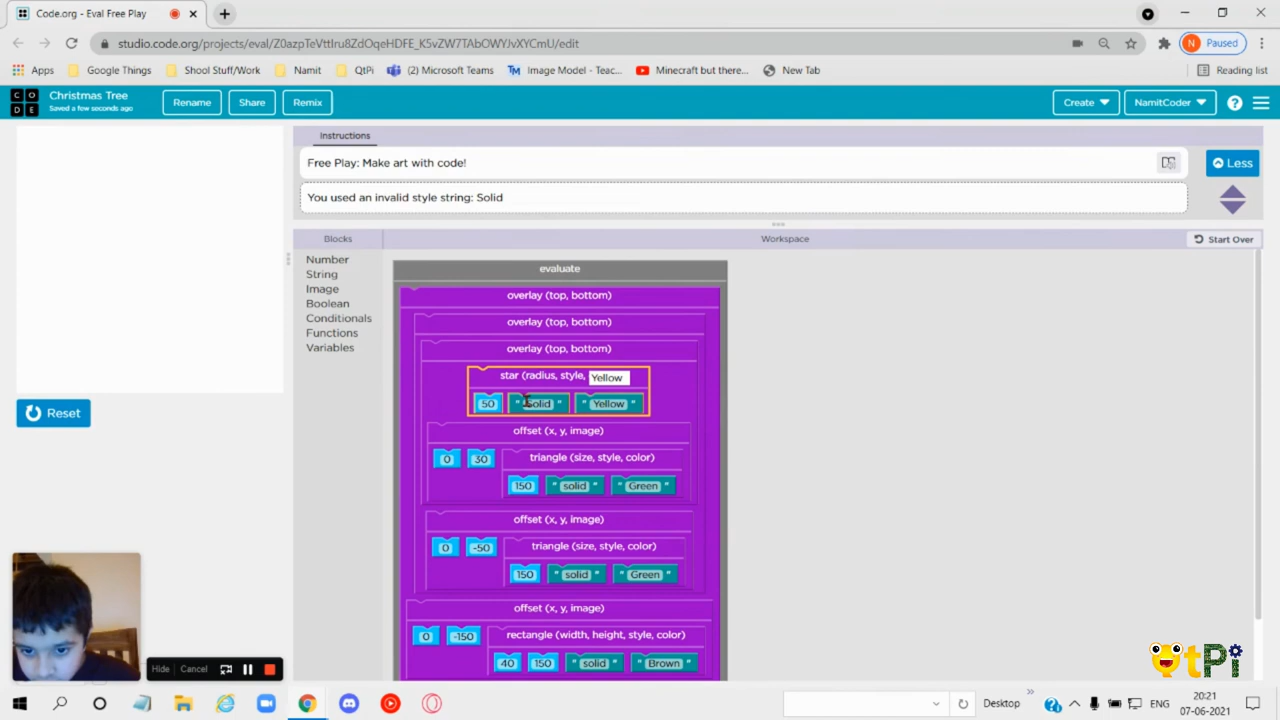 Code.org - Eval Free Play
studio.code.org/projects/eval/Z0azpTeVttIru8ZdOqeHDFE_K5vZW7TAbOWYJvXYCmU/edit
N Paused
Apps Google Things Shool Stuff/Work Namit QtPi (2) Microsoft Teams Image Model - Teac... Minecraft but there... New Tab Reading list
CO
DE
Christmas Tree
Saved a few seconds ago
Rename Share Remix Create NamitCoder ?
Instructions
Free Play: Make art with code!
Less
You used an invalid style string: Solid
Blocks Workspace Start Over
Number
String
Image
Boolean
Conditionals
Functions
Variables
evaluate
overlay (top, bottom)
overlay (top, bottom)
overlay (top, bottom)
star (radius, style, Yellow
50 "Solid" "Yellow"
offset (x, y, image)
0 30 triangle (size, style, color)
150 "solid" "Green"
offset (x, y, image)
0 -50 triangle (size, style, color)
150 "solid" "Green"
offset (x, y, image)
0 -150 rectangle (width, height, style, color)
40 150 "solid" "Brown"
Reset
Hide Cancel
QtPi
Desktop ENG
20:21
07-06-2021